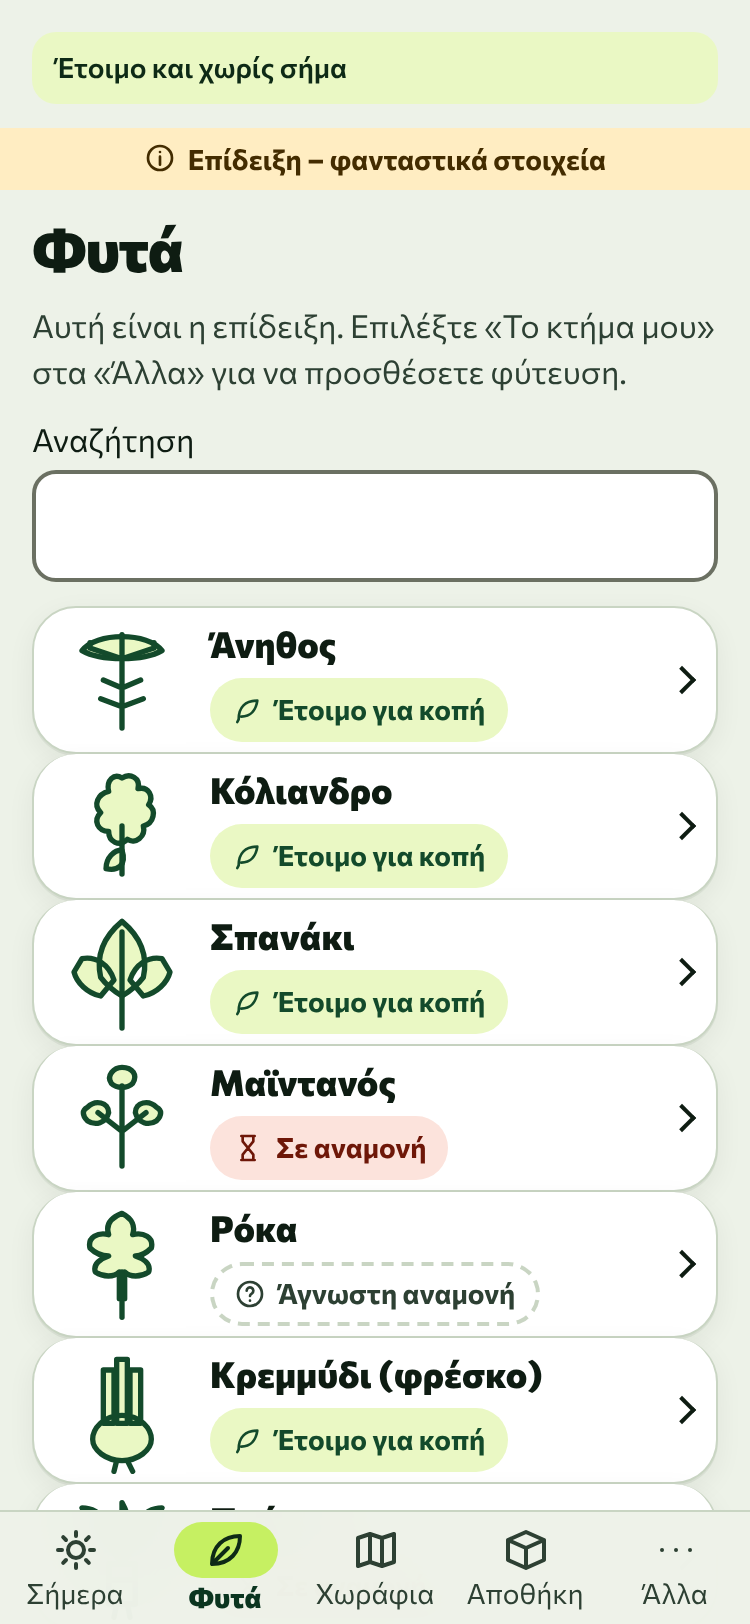 Έτοιμο και χωρίς σήμα
Επίδειξη – φανταστικά στοιχεία
Φυτά
Αυτή είναι η επίδειξη. Επιλέξτε «Το κτήμα μου»
στα «Άλλα» για να προσθέσετε φύτευση.
Αναζήτηση
Άνηθος
Έτοιμο για κοπή
Κόλιανδρο
Έτοιμο για κοπή
Σπανάκι
Έτοιμο για κοπή
Μαϊντανός
Σε αναμονή
Ρόκα
Άγνωστη αναμονή
Κρεμμύδι (φρέσκο)
Έτοιμο για κοπή
Σήμερα
Φυτά
Χωράφια
Αποθήκη
Άλλα